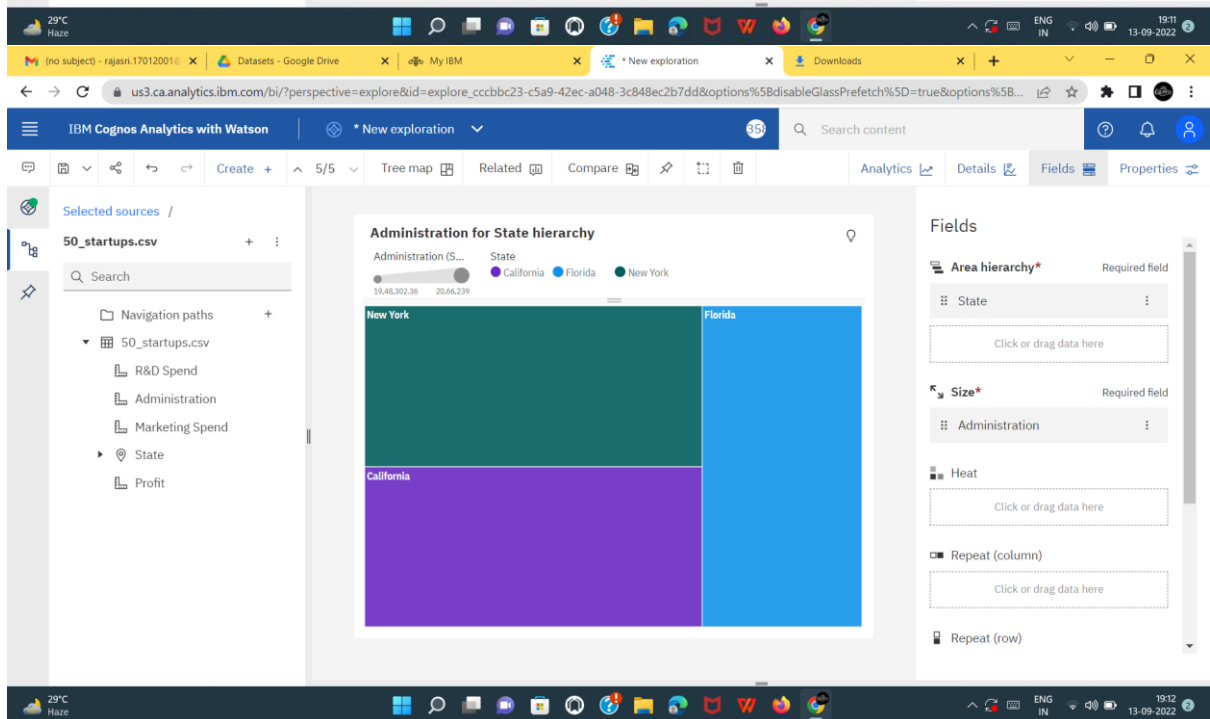 29°C
Haze
ENG
IN
19:11
13-09-2022
(no subject) - rajasri.17012001@
Datasets - Google Drive
My IBM
* New exploration
Downloads
us3.ca.analytics.ibm.com/bi/?perspective=explore&id=explore_cccbbc23-c5a9-42ec-a048-3c848ec2b7dd&options%5BdisableGlassPrefetch%5D=true&options%5B...
IBM Cognos Analytics with Watson
* New exploration
358
Search content
Create +
5/5
Tree map
Related
Compare
Analytics
Details
Fields
Properties
Selected sources /
50_startups.csv
Search
Navigation paths
50_startups.csv
R&D Spend
Administration
Marketing Spend
State
Profit
Administration for State hierarchy
Administration (S...
State
California
Florida
New York
19,48,302.36
20,66,239
New York
Florida
California
Fields
Area hierarchy*
Required field
State
Click or drag data here
Size*
Required field
Administration
Heat
Click or drag data here
Repeat (column)
Click or drag data here
Repeat (row)
29°C
Haze
ENG
IN
19:12
13-09-2022